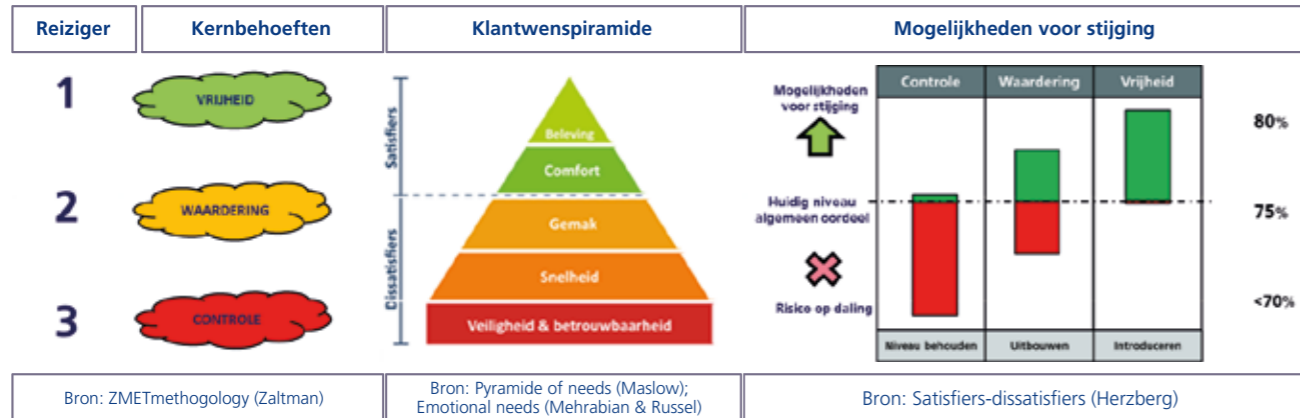 Reiziger
Kernbehoeften
Klantwenspiramide
Mogelijkheden voor stijging
1
VRIJHEID
2
WAARDERING
3
CONTROLE
Satisfiers
Dissatisfiers
Beleving
Comfort
Gemak
Snelheid
Veiligheid & betrouwbaarheid
Mogelijkheden
voor stijging
Huidig niveau
algemeen oordeel
Risico op daling
Controle
Waardering
Vrijheid
80%
75%
<70%
Niveau behouden
Uitbouwen
Introduceren
Bron: ZMETmethogology (Zaltman)
Bron: Pyramide of needs (Maslow);
Emotional needs (Mehrabian & Russel)
Bron: Satisfiers-dissatisfiers (Herzberg)